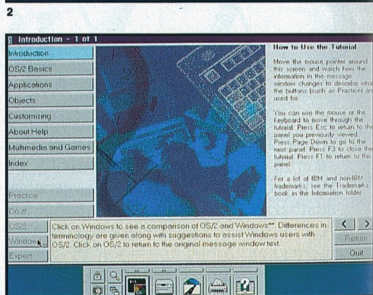 2
Introduction - 1 of 1
Introduction
OS/2 Basics
Applications
Objects
Customizing
About Help
Multimedia and Games
Index
Practice
Do it!
OS/2
Windows
Expert
How to Use the Tutorial
Move the mouse pointer around
this screen and watch how the
information in the message
window changes to describe what
the buttons (such as Practice) are
used for.
You can use the mouse or the
keyboard to move through the
tutorial. Press Esc to return to the
panel you previously viewed.
Press Page Down to go to the
next panel. Press F3 to close the
tutorial. Press F1 to return to this
panel.
For a list of IBM and non-IBM
trademarks, see the Trademarks
book in the Information folder.
Click on Windows to see a comparison of OS/2 and Windows**. Differences in
terminology are given along with suggestions to assist Windows users with
OS/2. Click on OS/2 to return to the original message window text.
< >
Return
Quit